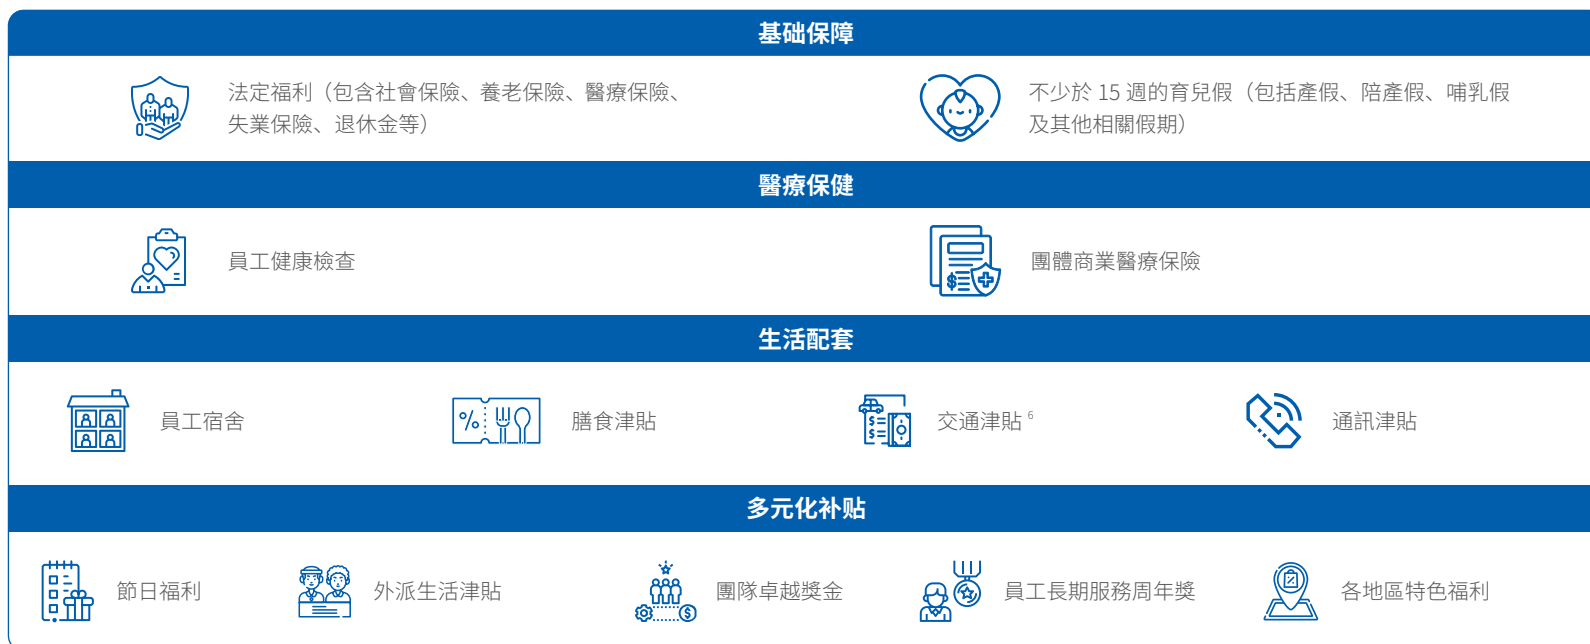 基础保障
法定福利（包含社會保險、養老保險、醫療保險、
失業保險、退休金等）
不少於 15 週的育兒假（包括產假、陪產假、哺乳假
及其他相關假期）
醫療保健
員工健康檢查
團體商業醫療保險
生活配套
員工宿舍
膳食津貼
交通津貼 6
通訊津貼
多元化补贴
節日福利
外派生活津貼
團隊卓越獎金
員工長期服務周年獎
各地區特色福利